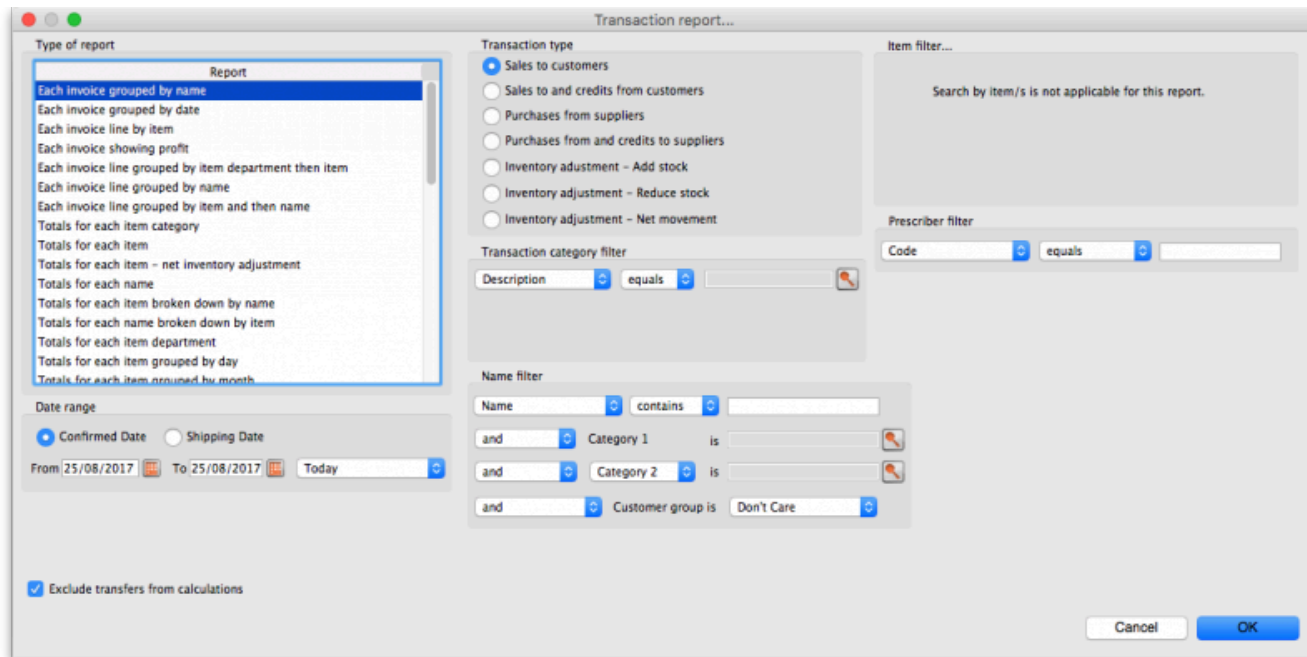 Transaction report...
Type of report
Report
Each invoice grouped by name
Each invoice grouped by date
Each invoice line by item
Each invoice showing profit
Each invoice line grouped by item department then item
Each invoice line grouped by name
Each invoice line grouped by item and then name
Totals for each item category
Totals for each item
Totals for each item - net inventory adjustment
Totals for each name
Totals for each item broken down by name
Totals for each name broken down by item
Totals for each item department
Totals for each item grouped by day
Totals for each item grouped by month
Date range
Confirmed Date Shipping Date
From 25/08/2017 To 25/08/2017 Today
Exclude transfers from calculations
Transaction type
Sales to customers
Sales to and credits from customers
Purchases from suppliers
Purchases from and credits to suppliers
Inventory adustment - Add stock
Inventory adjustment - Reduce stock
Inventory adjustment - Net movement
Transaction category filter
Description equals
Name filter
Name contains
and Category 1 is
and Category 2 is
and Customer group is Don't Care
Item filter...
Search by item/s is not applicable for this report.
Prescriber filter
Code equals
Cancel OK